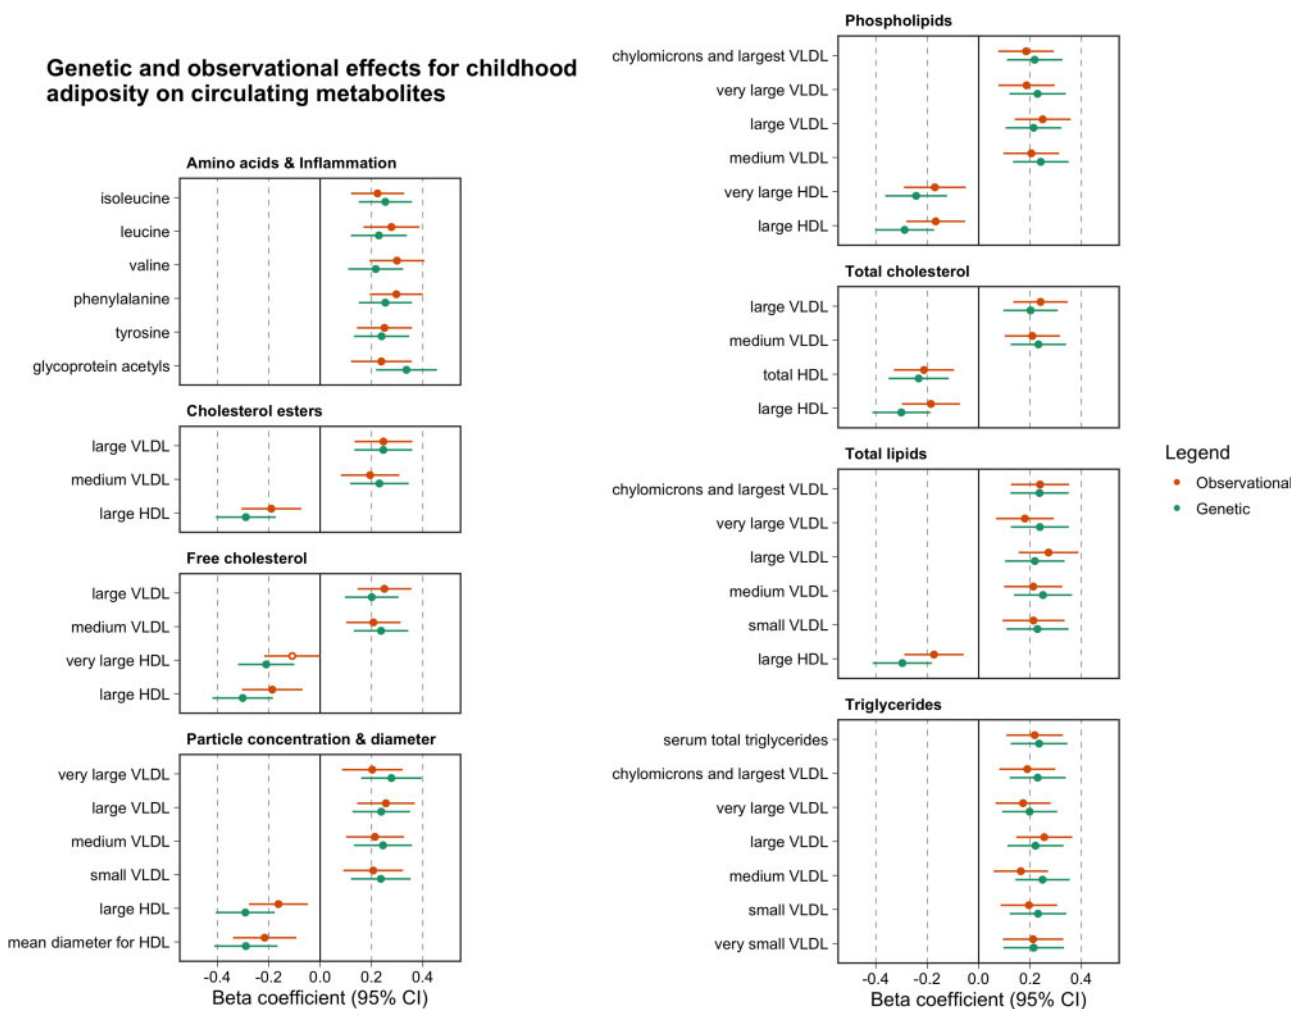 Genetic and observational effects for childhood
adiposity on circulating metabolites
Amino acids & Inflammation
isoleucine
leucine
valine
phenylalanine
tyrosine
glycoprotein acetyls
Cholesterol esters
large VLDL
medium VLDL
large HDL
Free cholesterol
large VLDL
medium VLDL
very large HDL
large HDL
Particle concentration & diameter
very large VLDL
large VLDL
medium VLDL
small VLDL
large HDL
mean diameter for HDL
-0.4 -0.2 0.0 0.2 0.4
Beta coefficient (95% CI)
Phospholipids
chylomicrons and largest VLDL
very large VLDL
large VLDL
medium VLDL
very large HDL
large HDL
Total cholesterol
large VLDL
medium VLDL
total HDL
large HDL
Total lipids
chylomicrons and largest VLDL
very large VLDL
large VLDL
medium VLDL
small VLDL
large HDL
Triglycerides
serum total triglycerides
chylomicrons and largest VLDL
very large VLDL
large VLDL
medium VLDL
small VLDL
very small VLDL
-0.4 -0.2 0.0 0.2 0.4
Beta coefficient (95% CI)
Legend
Observational
Genetic